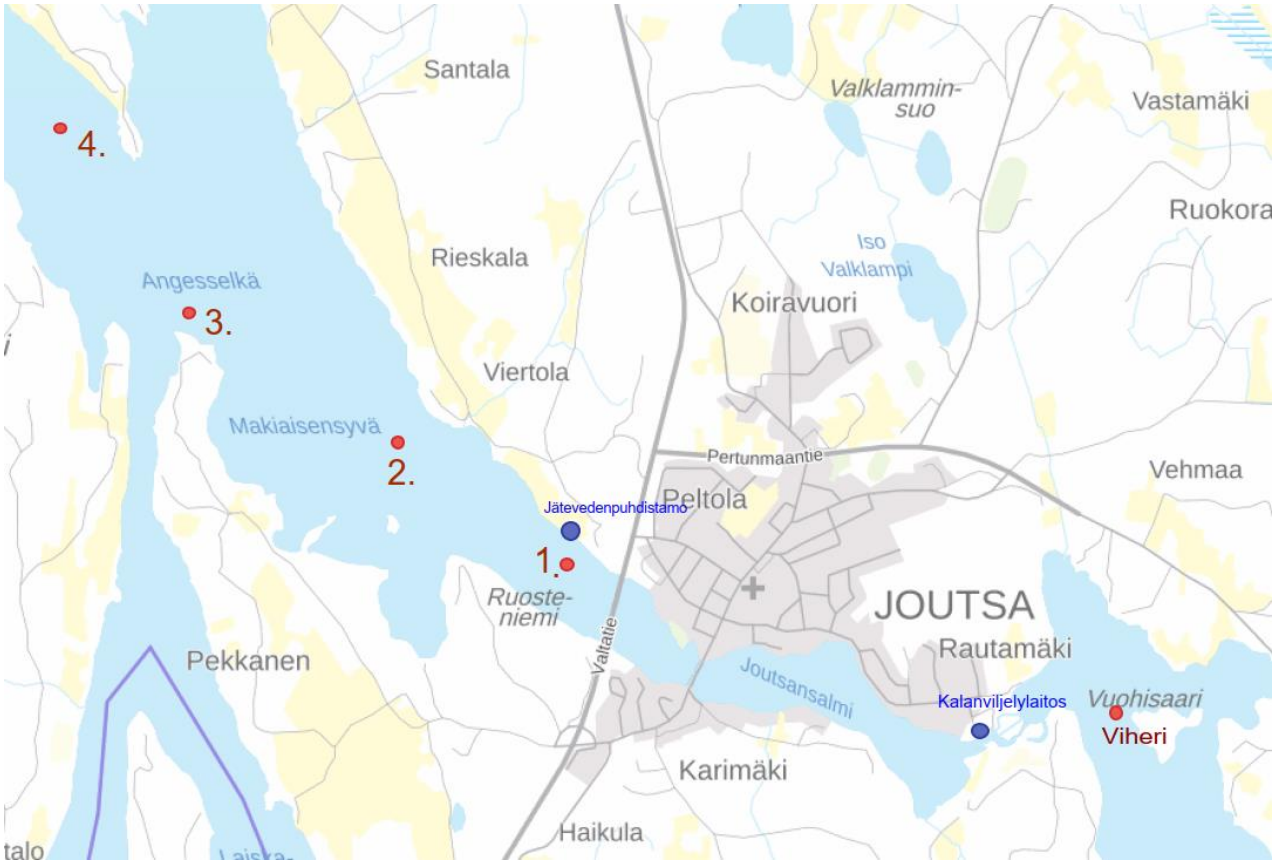 Santala
Valklammin-
suo
Vastamäki
4.
Ruokora
Rieskala
Iso
Valklampi
Angesselkä
Koiravuori
3.
i
Viertola
Makiaisensyvä
Pertunmaantie
2.
Vehmaa
Peltola
Jätevedenpuhdistamo
1.
Ruoste-
niemi
JOUTSA
Valtatie
Rautamäki
Pekkanen
Joutsansalmi
Kalanviljelylaitos
Vuohisaari
Viheri
Karimäki
Haikula
talo
Laiska-